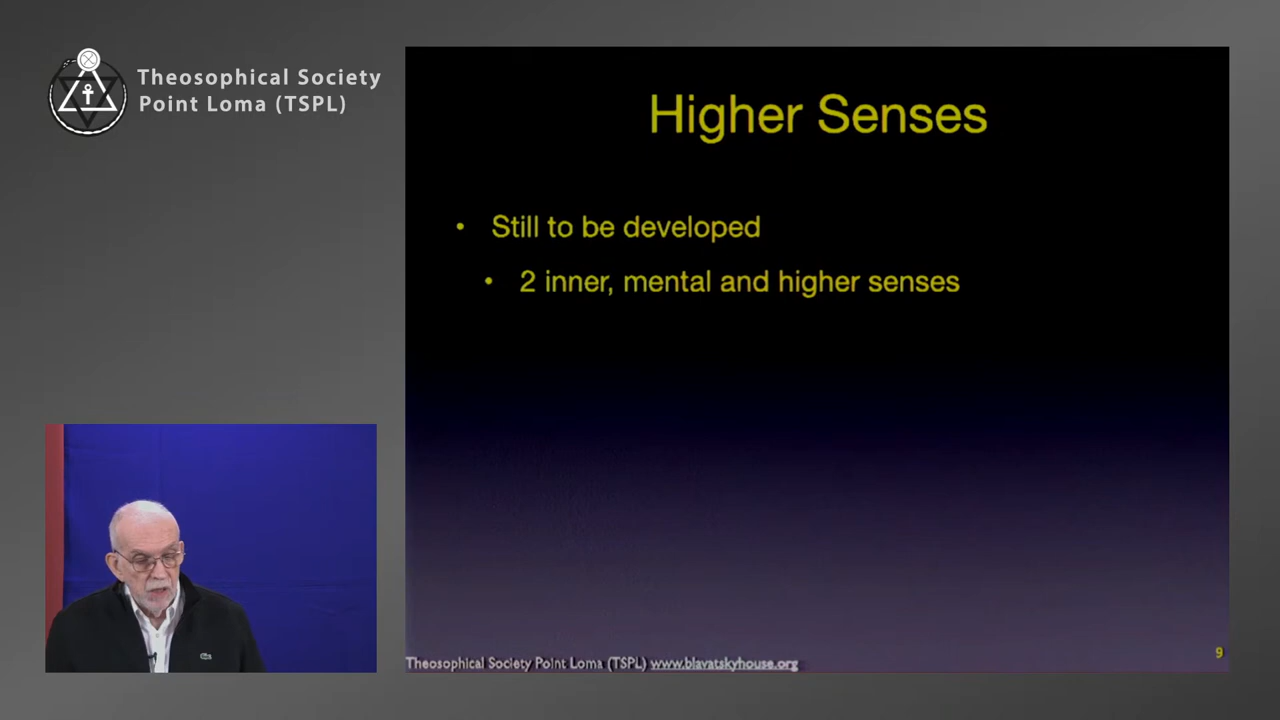 Theosophical Society
Point Loma (TSPL)
Higher Senses
• Still to be developed
• 2 inner, mental and higher senses
Theosophical Society Point Loma (TSPL) www.blavatskyhouse.org
9